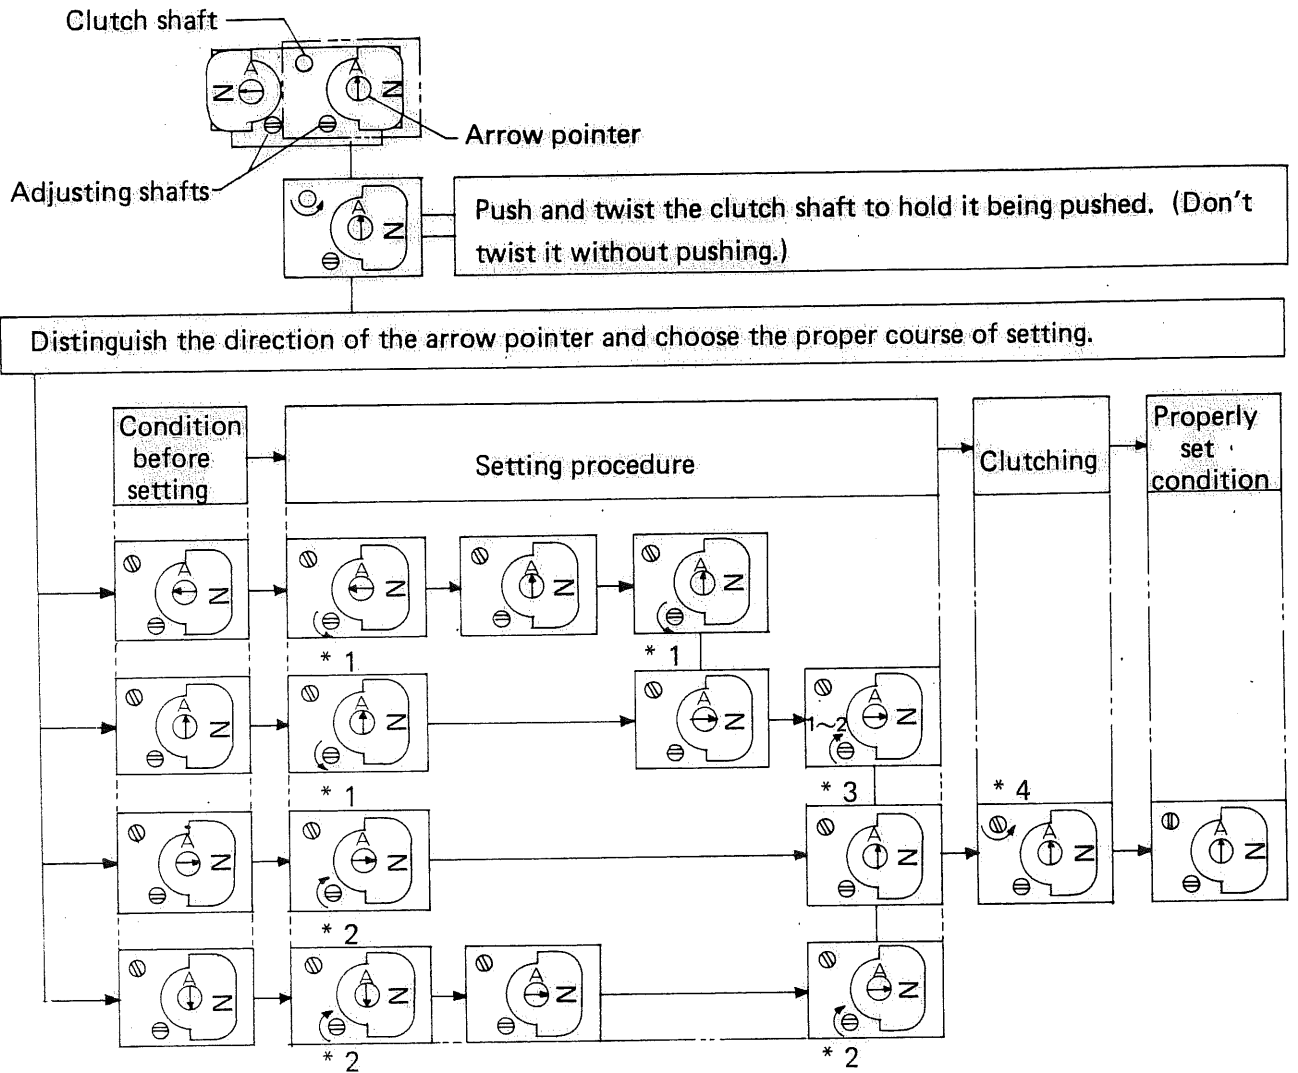 Clutch shaft
A
N
A
N
Arrow pointer
Adjusting shafts
A
N
Push and twist the clutch shaft to hold it being pushed. (Don't
twist it without pushing.)
Distinguish the direction of the arrow pointer and choose the proper course of setting.
Condition
before
setting
Setting procedure
Clutching
Properly
set
condition
A
N
A
N
A
N
A
N
* 1
* 1
A
N
A
N
A
N
A
N
1~2
* 1
* 3
* 4
A
N
A
N
A
N
A
N
A
N
* 2
A
N
A
N
A
N
A
N
* 2
* 2